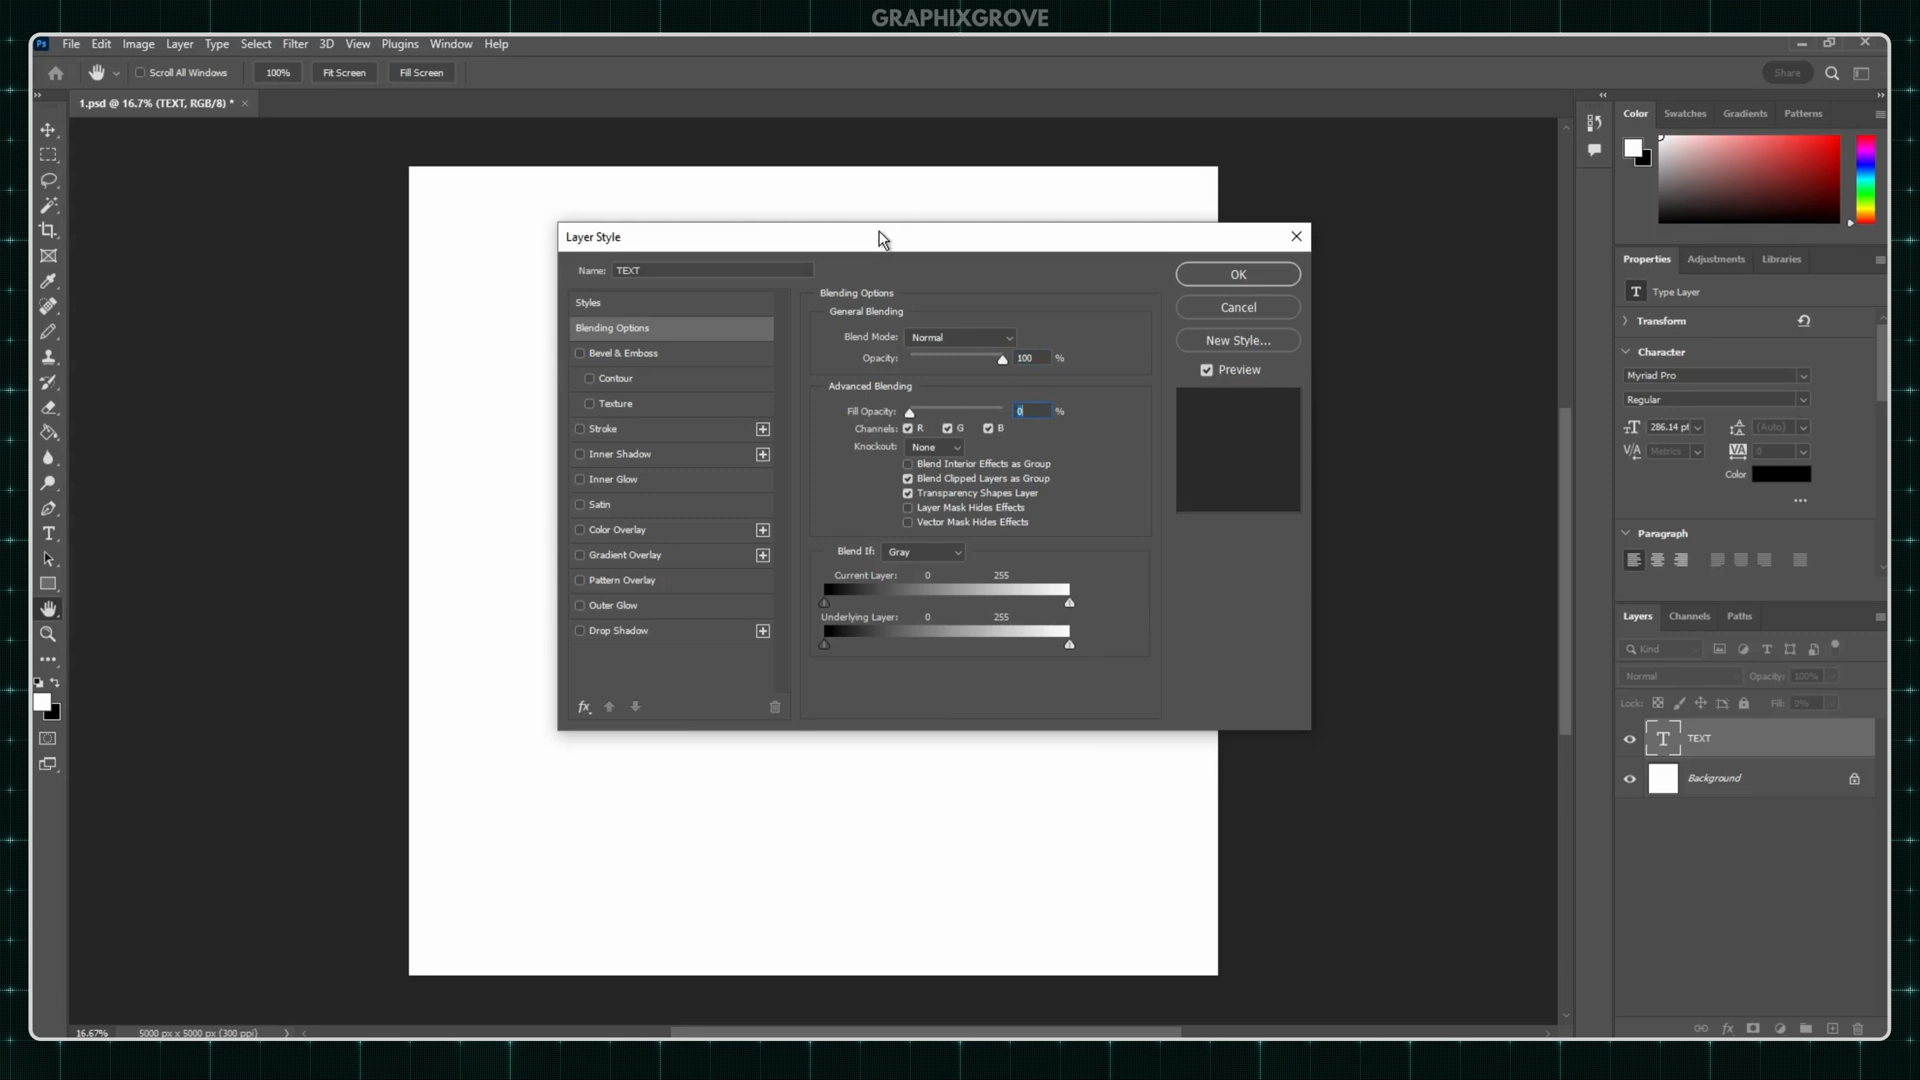 GRAPHIXGROVE
Ps File Edit Image Layer Type Select Filter 3D View Plugins Window Help
Scroll All Windows 100% Fit Screen Fill Screen Share
1.psd @ 16.7% (TEXT, RGB/8) *
Color Swatches Gradients Patterns
Layer Style
Name: TEXT
OK
Cancel
New Style...
Preview
Styles
Blending Options
Bevel & Emboss
Contour
Texture
Stroke
Inner Shadow
Inner Glow
Satin
Color Overlay
Gradient Overlay
Pattern Overlay
Outer Glow
Drop Shadow
fx
Blending Options
General Blending
Blend Mode: Normal
Opacity: 100 %
Advanced Blending
Fill Opacity: 0 %
Channels: R G B
Knockout: None
Blend Interior Effects as Group
Blend Clipped Layers as Group
Transparency Shapes Layer
Layer Mask Hides Effects
Vector Mask Hides Effects
Blend If: Gray
Current Layer: 0 255
Underlying Layer: 0 255
Properties Adjustments Libraries
T Type Layer
Transform
Character
Myriad Pro
Regular
286.14 pt (Auto)
Metrics 0
Color
Paragraph
Layers Channels Paths
Kind
Normal Opacity: 100%
Lock: Fill: 0%
T TEXT
Background
16.67% 5000 px x 5000 px (300 ppi)
fx